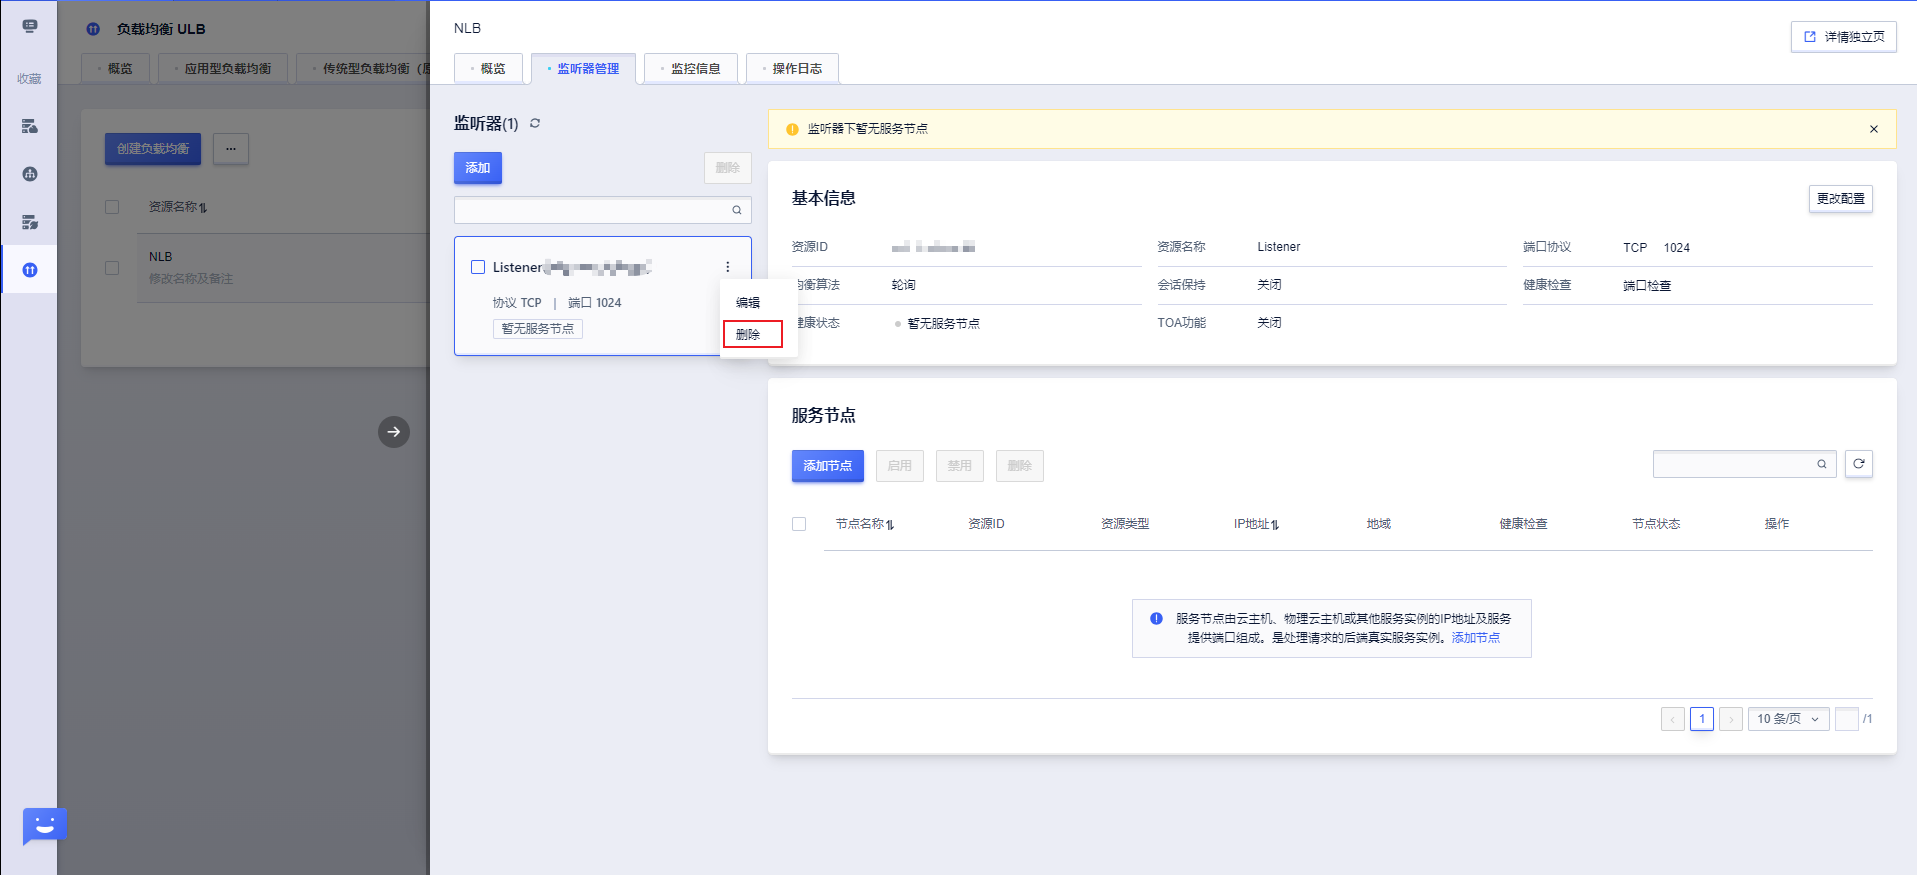 收藏
负载均衡 ULB
概览
应用型负载均衡
传统型负载均衡（原
创建负载均衡
...
资源名称
NLB
修改名称及备注
NLB
详情独立页
概览
监听器管理
监控信息
操作日志
监听器(1)
添加
删除
Listener
协议 TCP | 端口 1024
暂无服务节点
编辑
删除
监听器下暂无服务节点
基本信息
更改配置
资源ID
资源名称 Listener
端口协议 TCP 1024
均衡算法 轮询
会话保持 关闭
健康检查 端口检查
健康状态 暂无服务节点
TOA功能 关闭
服务节点
添加节点
启用
禁用
删除
节点名称 资源ID 资源类型 IP地址 地域 健康检查 节点状态 操作
服务节点由云主机、物理云主机或其他服务实例的IP地址及服务
提供端口组成。是处理请求的后端真实服务实例。添加节点
1
10 条/页
/1